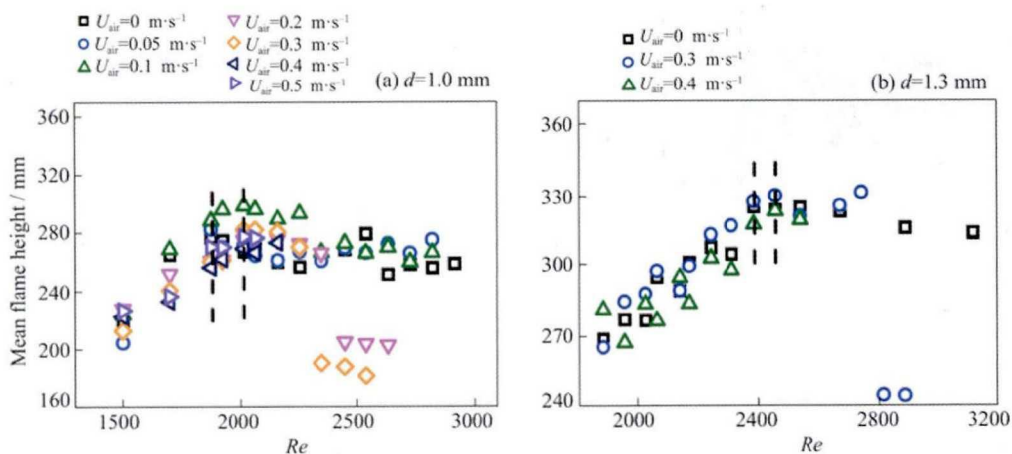 U_air=0 m·s⁻¹
U_air=0.05 m·s⁻¹
U_air=0.1 m·s⁻¹
U_air=0.2 m·s⁻¹
U_air=0.3 m·s⁻¹
U_air=0.4 m·s⁻¹
U_air=0.5 m·s⁻¹
(a) d=1.0 mm
360
320
280
240
200
160
Mean flame height / mm
1500 2000 2500 3000
Re
U_air=0 m·s⁻¹
U_air=0.3 m·s⁻¹
U_air=0.4 m·s⁻¹
(b) d=1.3 mm
360
330
300
270
240
2000 2400 2800 3200
Re